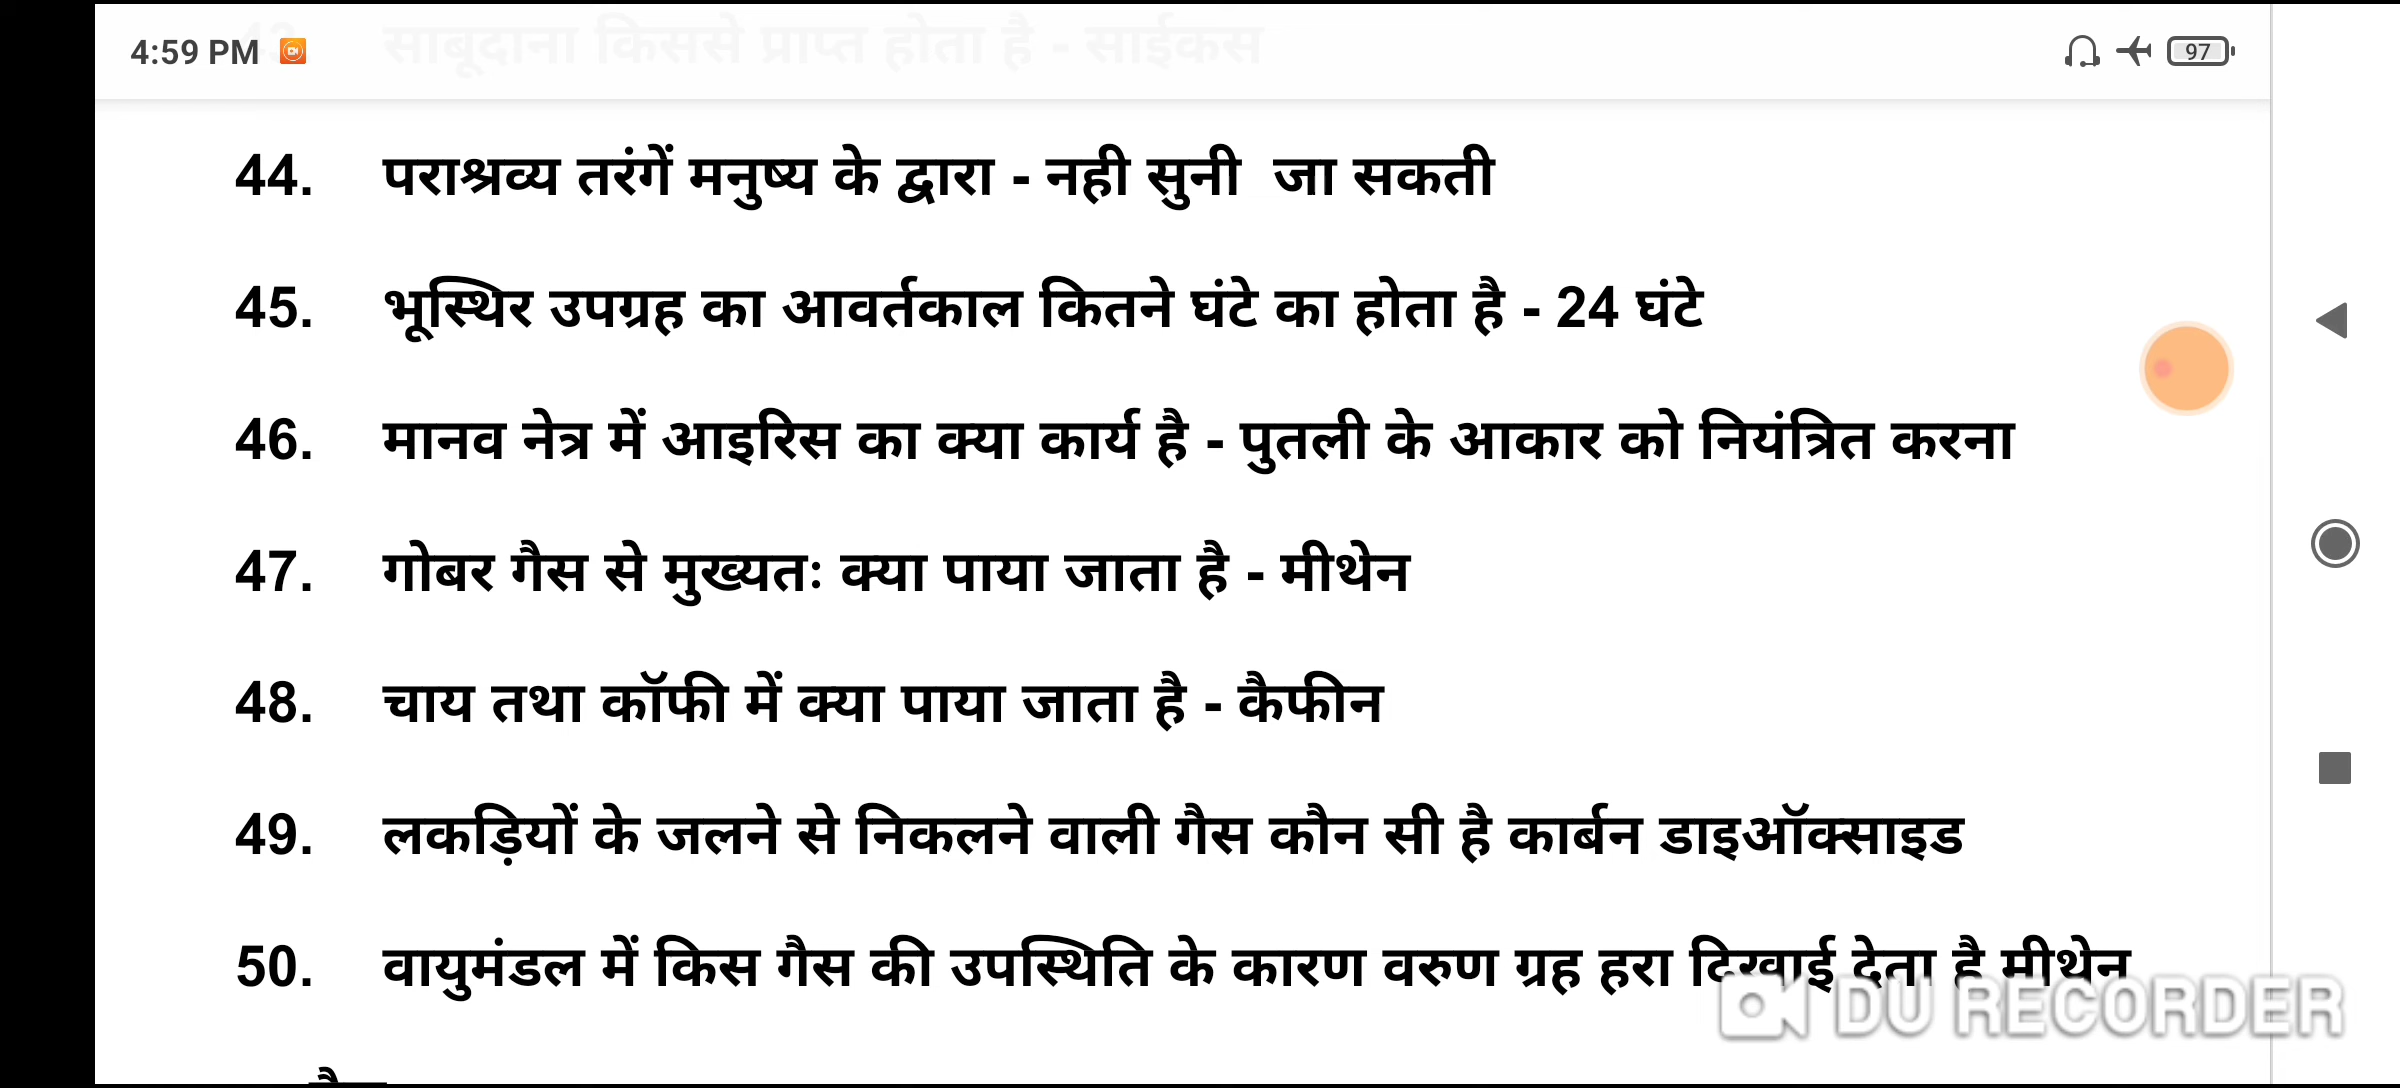 4:59 PM
97
साबूदाना किससे प्राप्त होता है - साईकस
44. पराश्रव्य तरंगें मनुष्य के द्वारा - नही सुनी जा सकती
45. भूस्थिर उपग्रह का आवर्तकाल कितने घंटे का होता है - 24 घंटे
46. मानव नेत्र में आइरिस का क्या कार्य है - पुतली के आकार को नियंत्रित करना
47. गोबर गैस से मुख्यतः क्या पाया जाता है - मीथेन
48. चाय तथा कॉफी में क्या पाया जाता है - कैफीन
49. लकड़ियों के जलने से निकलने वाली गैस कौन सी है कार्बन डाइऑक्साइड
50. वायुमंडल में किस गैस की उपस्थिति के कारण वरुण ग्रह हरा दिखाई देता है मीथेन
DU RECORDER